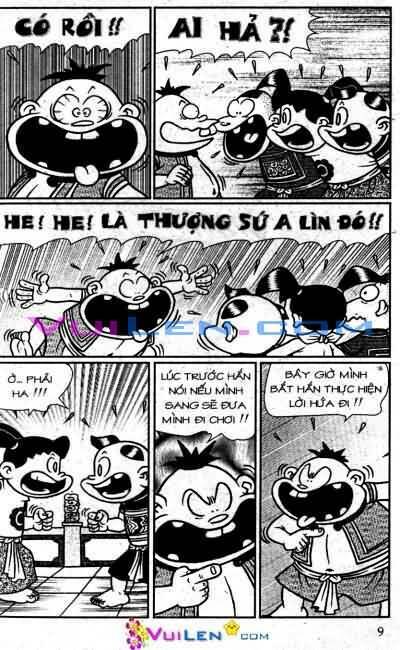 CÓ RỒI!!
AI HẢ?!
HE! HE! LÀ THƯỢNG SỨ A LÌN ĐÓ!!
VUILEN.COM
Ờ... PHẢI
HA!!!
LÚC TRƯỚC HẮN
NÓI NẾU MÌNH
SANG SẼ ĐƯA
MÌNH ĐI CHƠI!!
BÂY GIỜ MÌNH
BẮT HẮN THỰC HIỆN
LỜI HỨA ĐI!!
9
VUILEN.COM